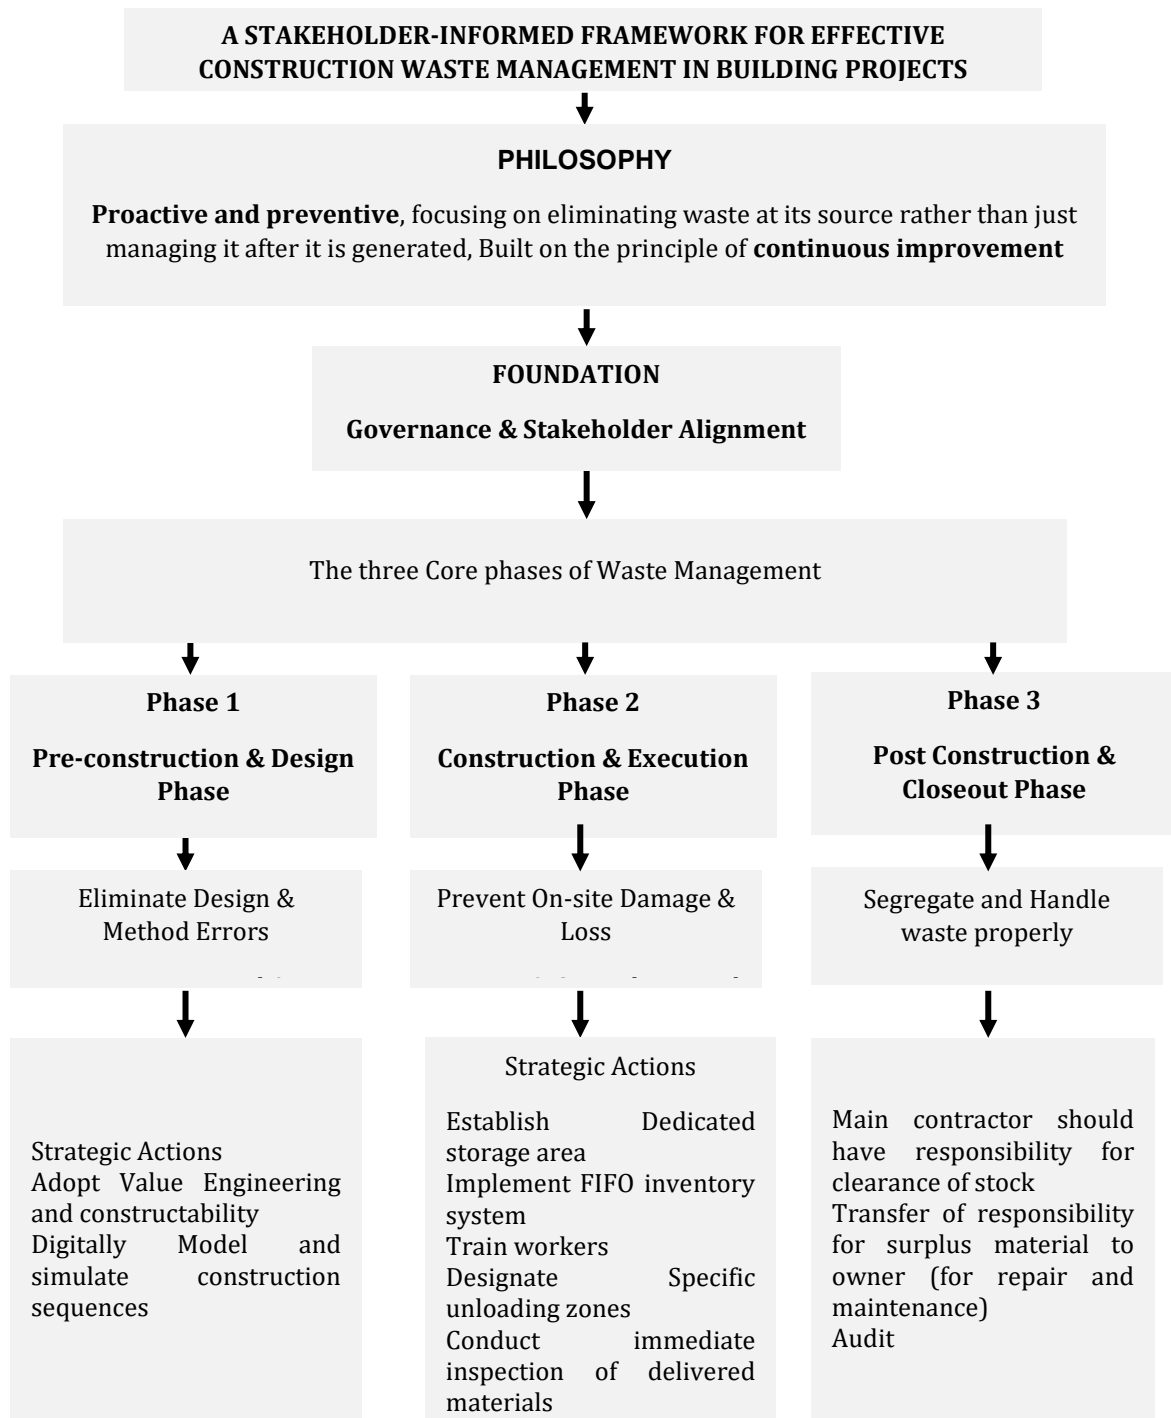 A STAKEHOLDER-INFORMED FRAMEWORK FOR EFFECTIVE
CONSTRUCTION WASTE MANAGEMENT IN BUILDING PROJECTS
PHILOSOPHY
Proactive and preventive, focusing on eliminating waste at its source rather than just
managing it after it is generated, Built on the principle of continuous improvement
FOUNDATION
Governance & Stakeholder Alignment
The three Core phases of Waste Management
Phase 1
Pre-construction & Design
Phase
Phase 2
Construction & Execution
Phase
Phase 3
Post Construction &
Closeout Phase
Eliminate Design &
Method Errors
Prevent On-site Damage &
Loss
Segregate and Handle
waste properly
Strategic Actions
Adopt Value Engineering
and constructability
Digitally Model and
simulate construction
sequences
Strategic Actions
Establish Dedicated
storage area
Implement FIFO inventory
system
Train workers
Designate Specific
unloading zones
Conduct immediate
inspection of delivered
materials
Main contractor should
have responsibility for
clearance of stock
Transfer of responsibility
for surplus material to
owner (for repair and
maintenance)
Audit